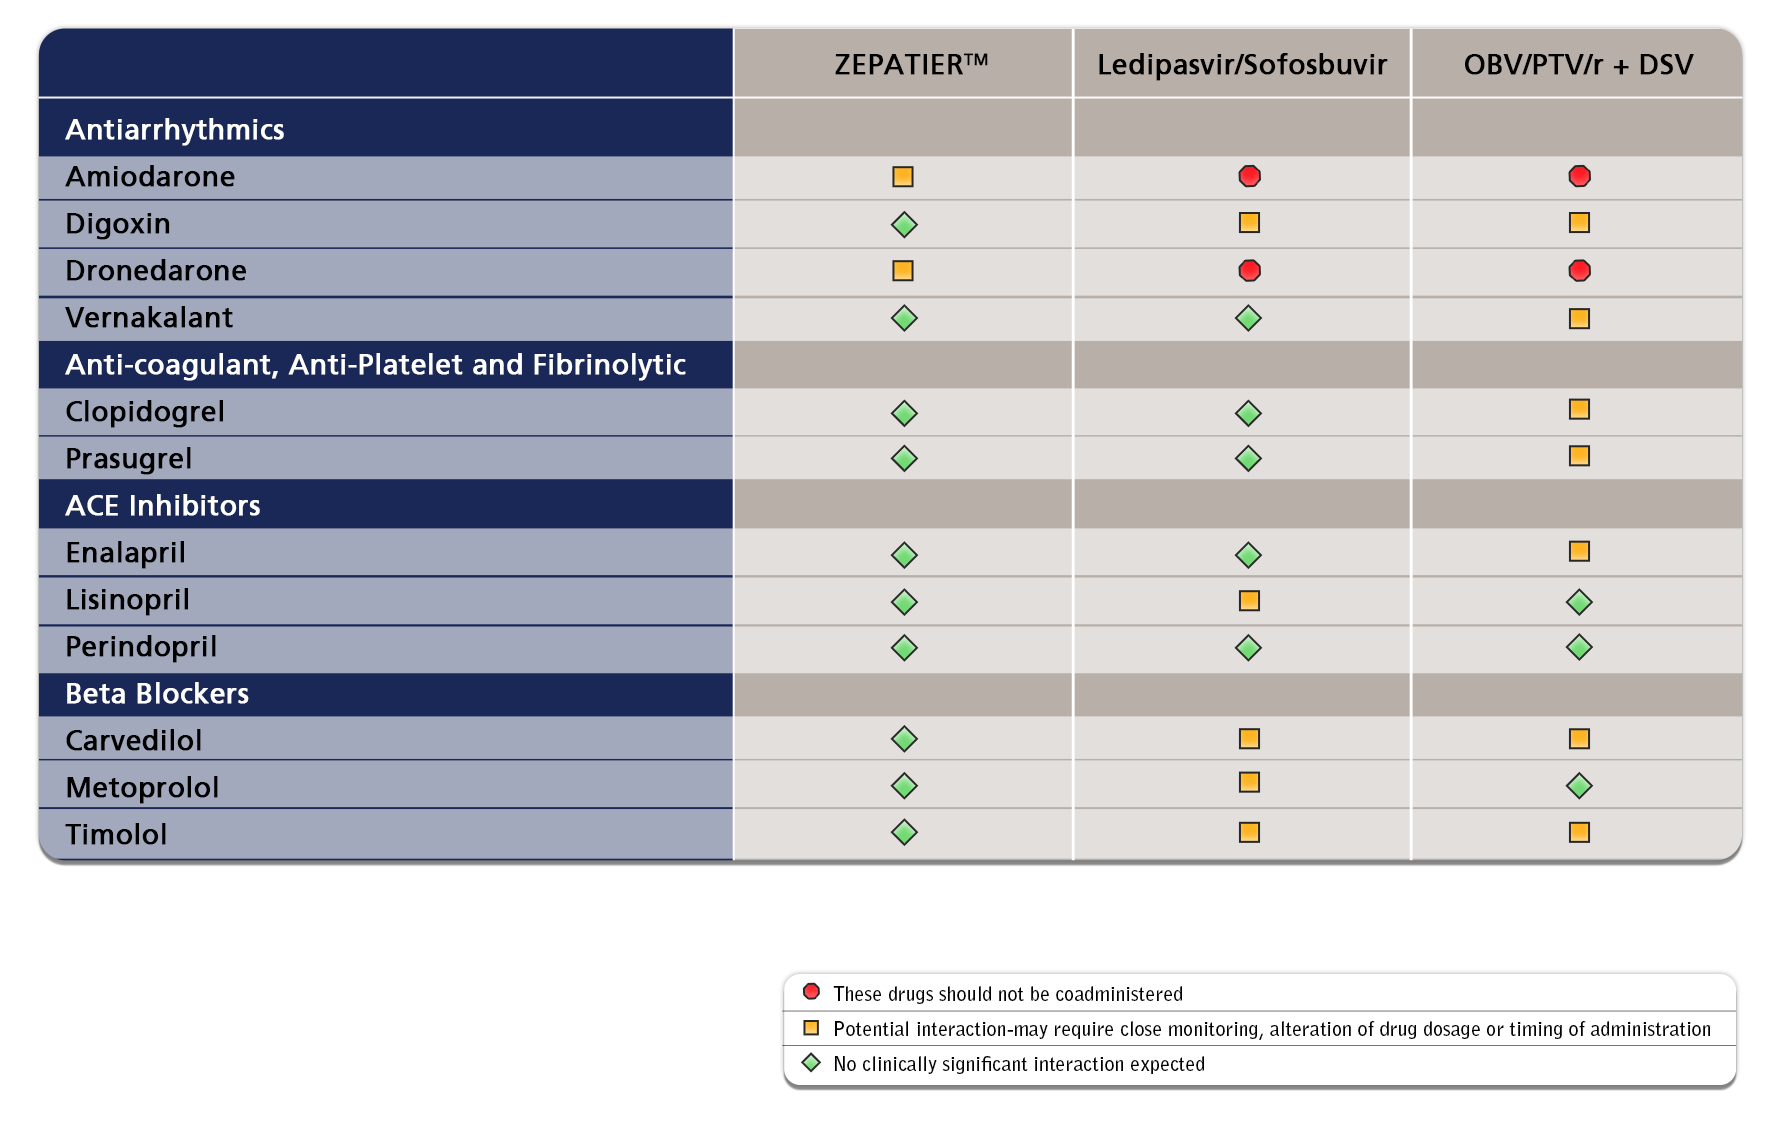 ZEPATIER™ Ledipasvir/Sofosbuvir OBV/PTV/r + DSV
Antiarrhythmics
Amiodarone
Digoxin
Dronedarone
Vernakalant
Anti-coagulant, Anti-Platelet and Fibrinolytic
Clopidogrel
Prasugrel
ACE Inhibitors
Enalapril
Lisinopril
Perindopril
Beta Blockers
Carvedilol
Metoprolol
Timolol
These drugs should not be coadministered
Potential interaction-may require close monitoring, alteration of drug dosage or timing of administration
No clinically significant interaction expected